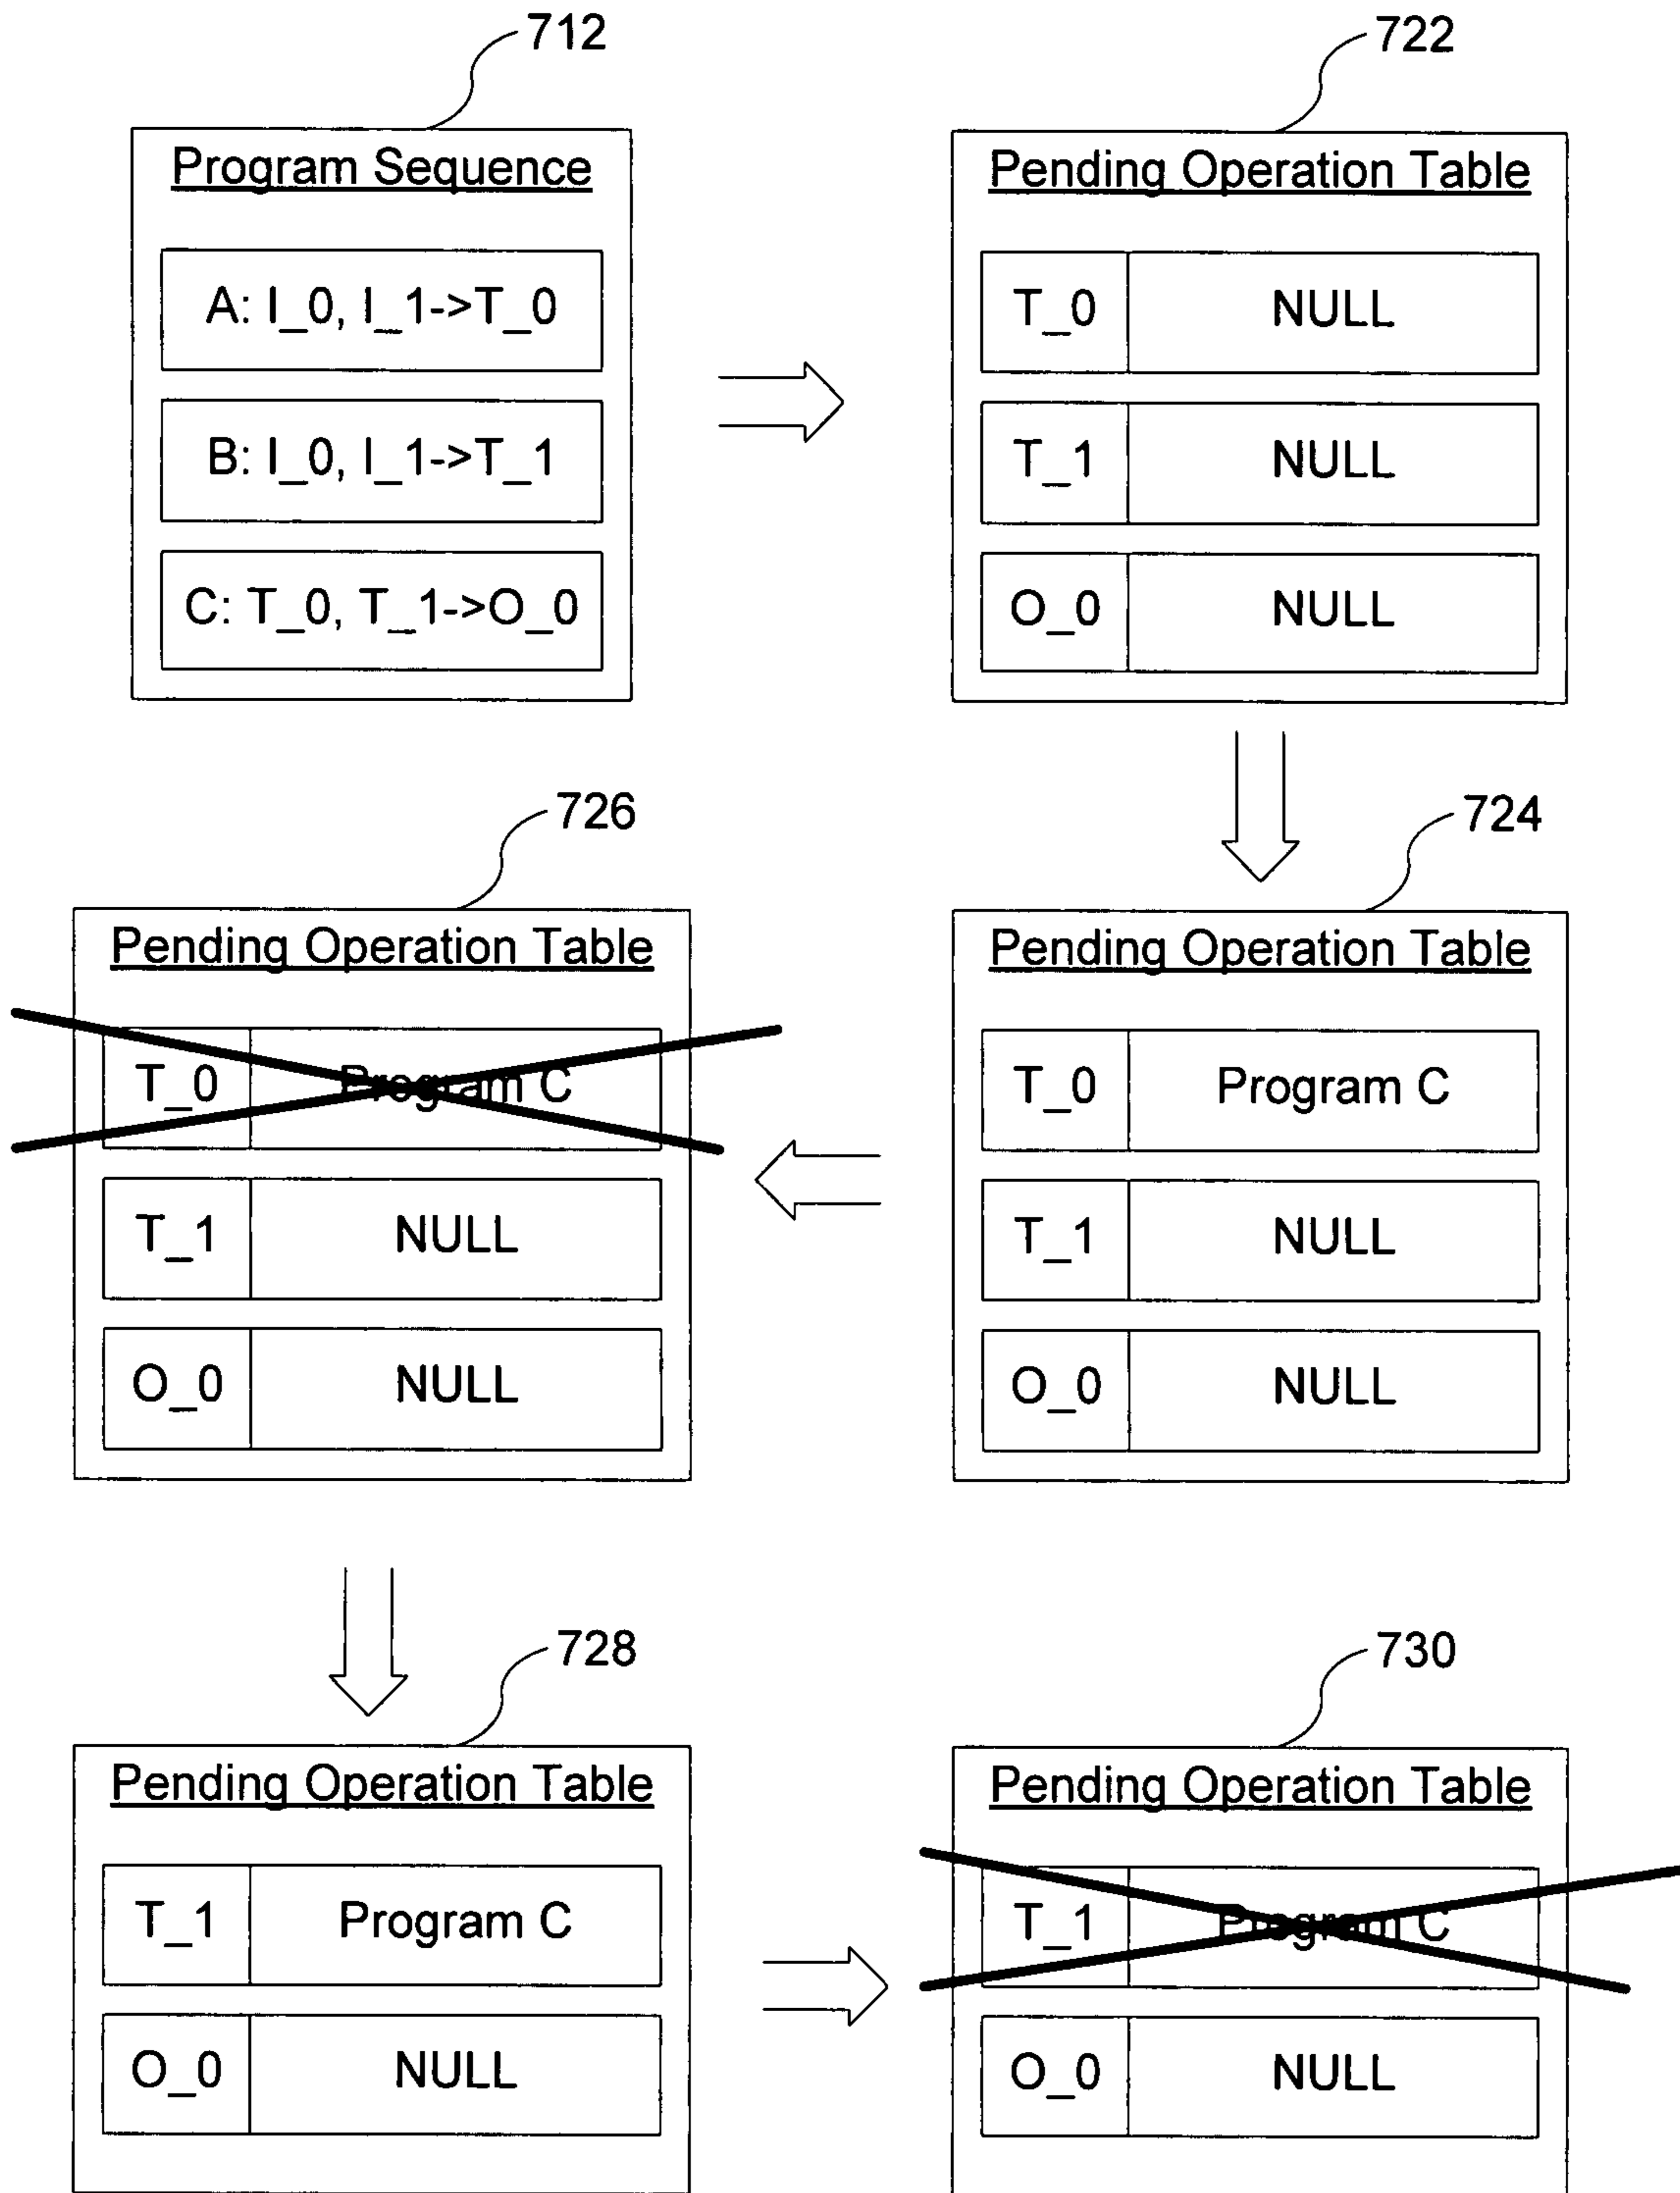 712
Program Sequence
A: I_0, I_1->T_0
B: I_0, I_1->T_1
C: T_0, T_1->O_0
722
Pending Operation Table
T_0 NULL
T_1 NULL
O_0 NULL
726
Pending Operation Table
T_0 Program C
T_1 NULL
O_0 NULL
724
Pending Operation Table
T_0 Program C
T_1 NULL
O_0 NULL
728
Pending Operation Table
T_1 Program C
O_0 NULL
730
Pending Operation Table
T_1 Program C
O_0 NULL